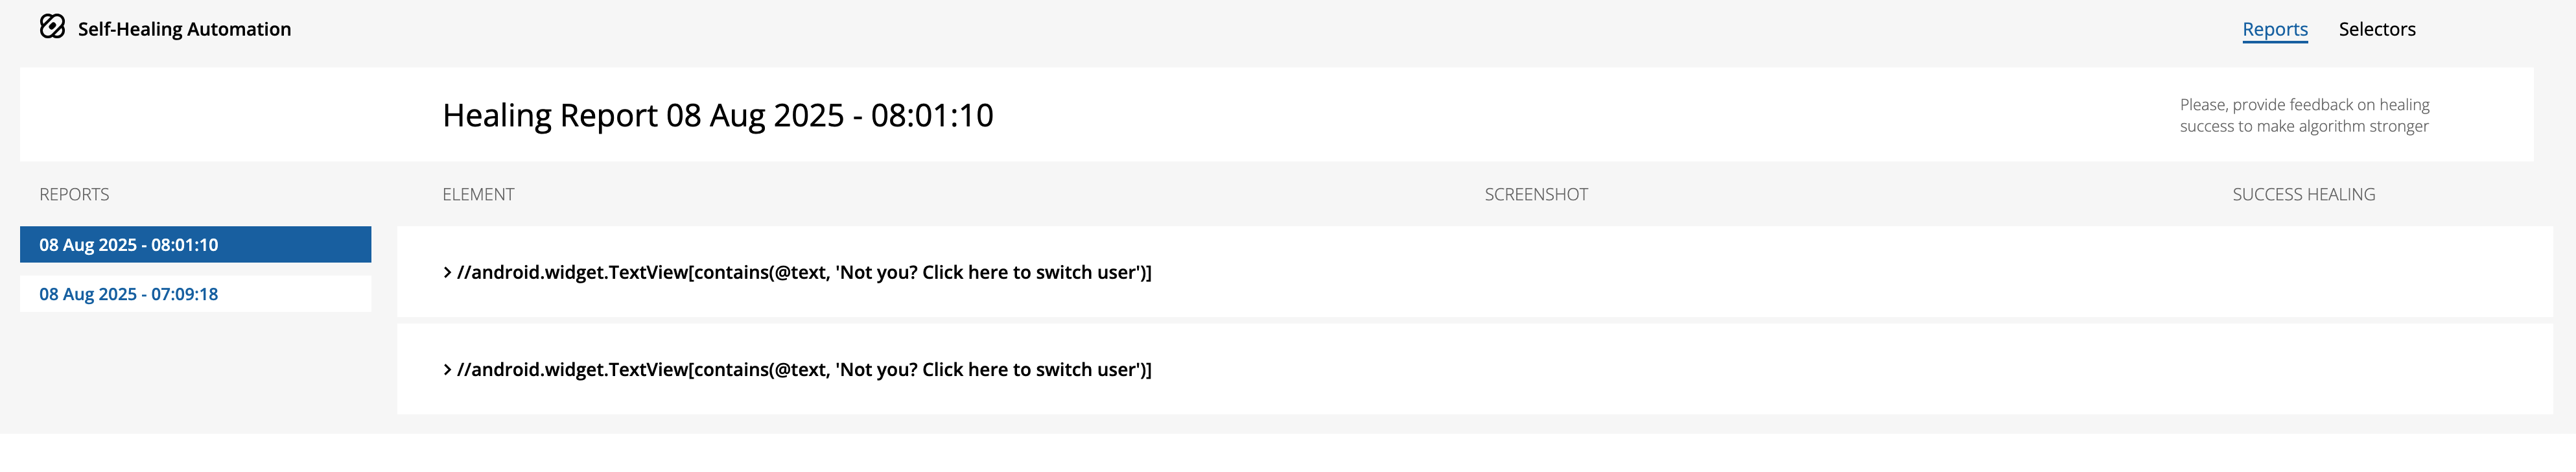 Self-Healing Automation
Reports
Selectors
Healing Report 08 Aug 2025 - 08:01:10
Please, provide feedback on healing
success to make algorithm stronger
REPORTS
ELEMENT
SCREENSHOT
SUCCESS HEALING
08 Aug 2025 - 08:01:10
08 Aug 2025 - 07:09:18
> //android.widget.TextView[contains(@text, 'Not you? Click here to switch user')]
> //android.widget.TextView[contains(@text, 'Not you? Click here to switch user')]